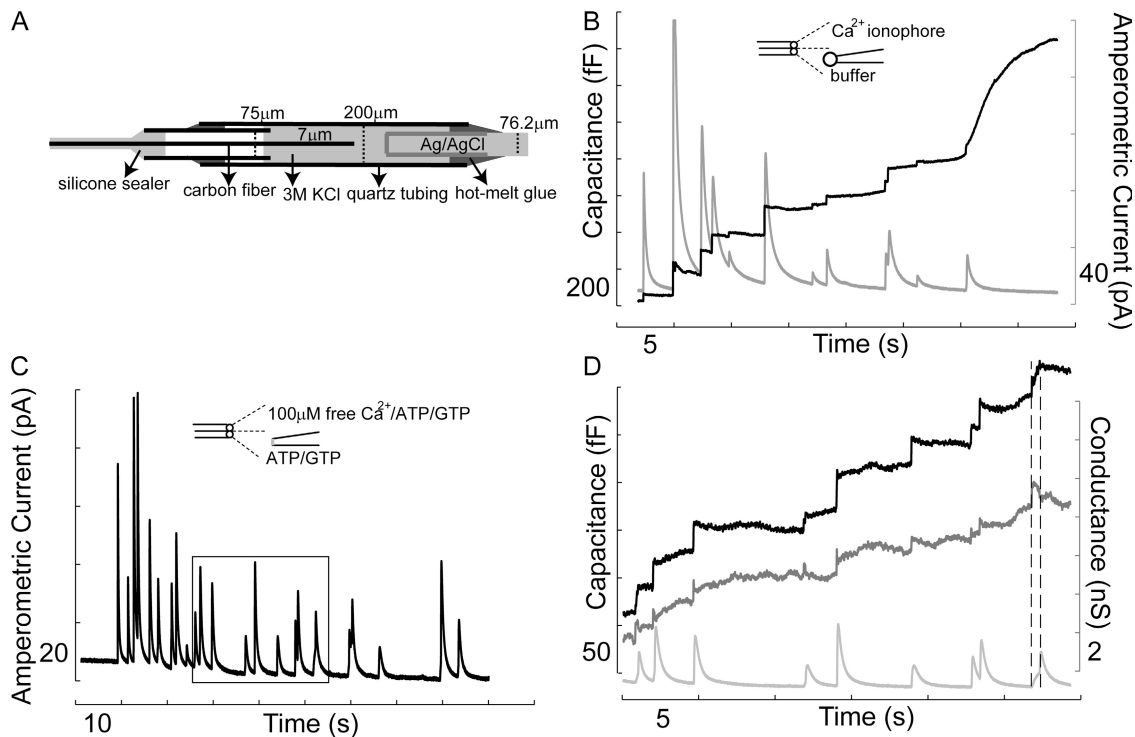 A
75μm
200μm
76.2μm
7μm
Ag/AgCl
silicone sealer
carbon fiber
3M KCl
quartz tubing
hot-melt glue
B
Capacitance (fF)
200
Ca2+ ionophore
buffer
Amperometric Current (pA)
40
5
Time (s)
C
Amperometric Current (pA)
20
100μM free Ca2+/ATP/GTP
ATP/GTP
10
Time (s)
D
Capacitance (fF)
50
Conductance (nS)
2
5
Time (s)